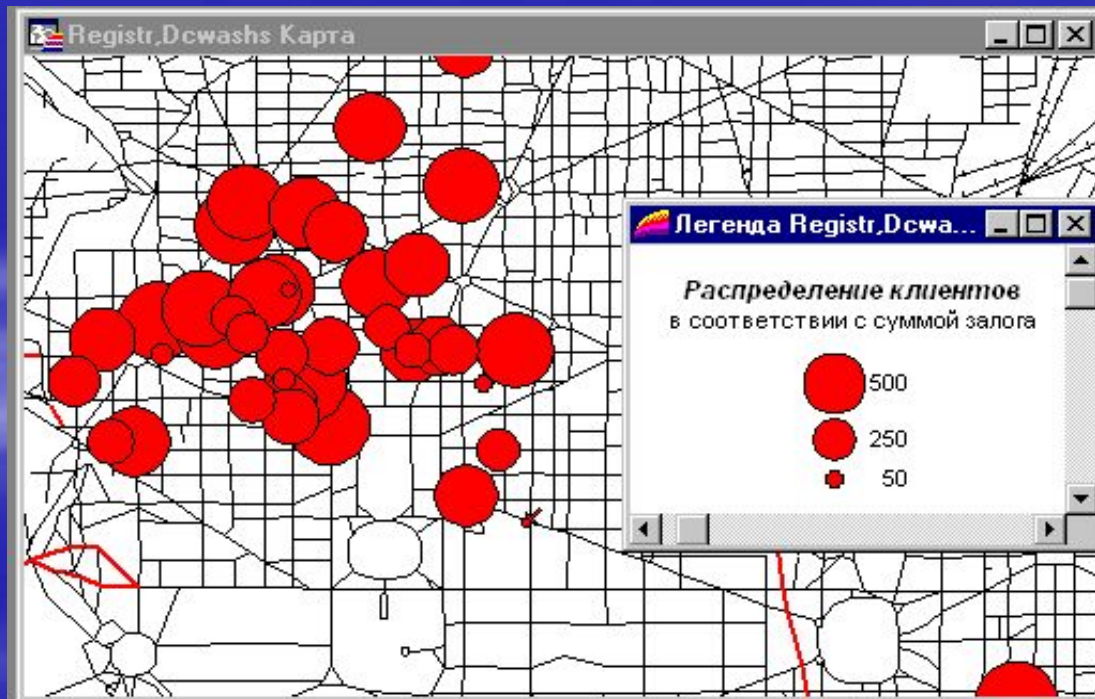 Registr,Dcwashs Карта
Легенда Registr,Dcwa...
Распределение клиентов
в соответствии с суммой залога
500
250
50